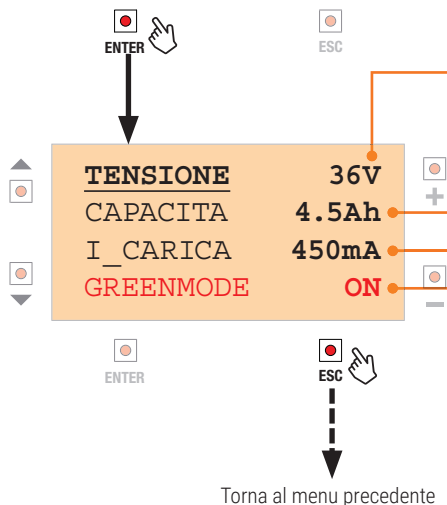 ENTER
ESC
TENSIONE 36V
CAPACITA 4.5Ah
I_CARICA 450mA
GREENMODE ON
+
−
ENTER
ESC
Torna al menu precedente